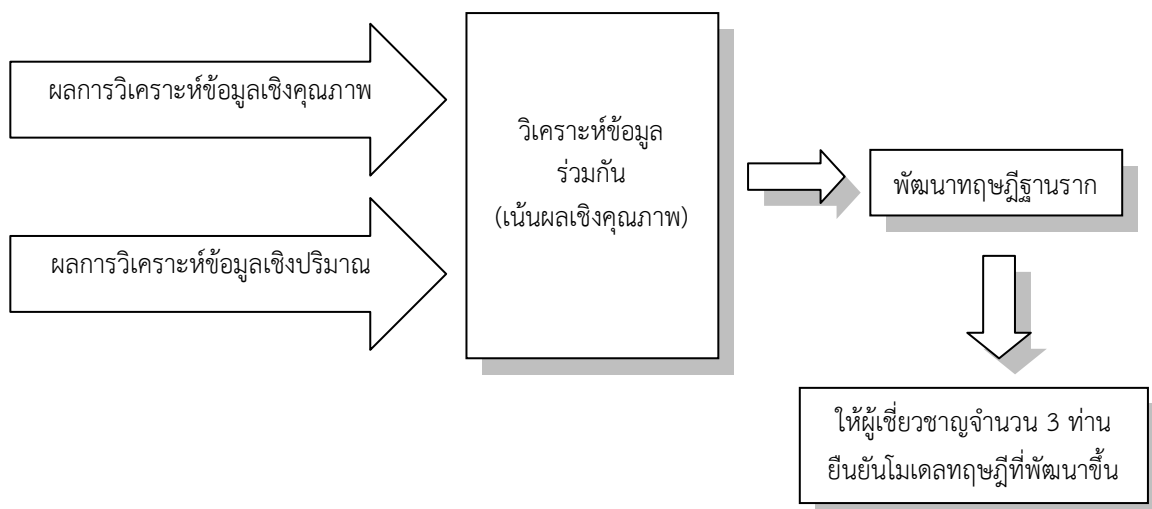 ผลการวิเคราะห์ข้อมูลเชิงคุณภาพ
ผลการวิเคราะห์ข้อมูลเชิงปริมาณ
วิเคราะห์ข้อมูล
ร่วมกัน
(เน้นผลเชิงคุณภาพ)
พัฒนาทฤษฎีฐานราก
ให้ผู้เชี่ยวชาญจำนวน 3 ท่าน
ยืนยันโมเดลทฤษฎีที่พัฒนาขึ้น